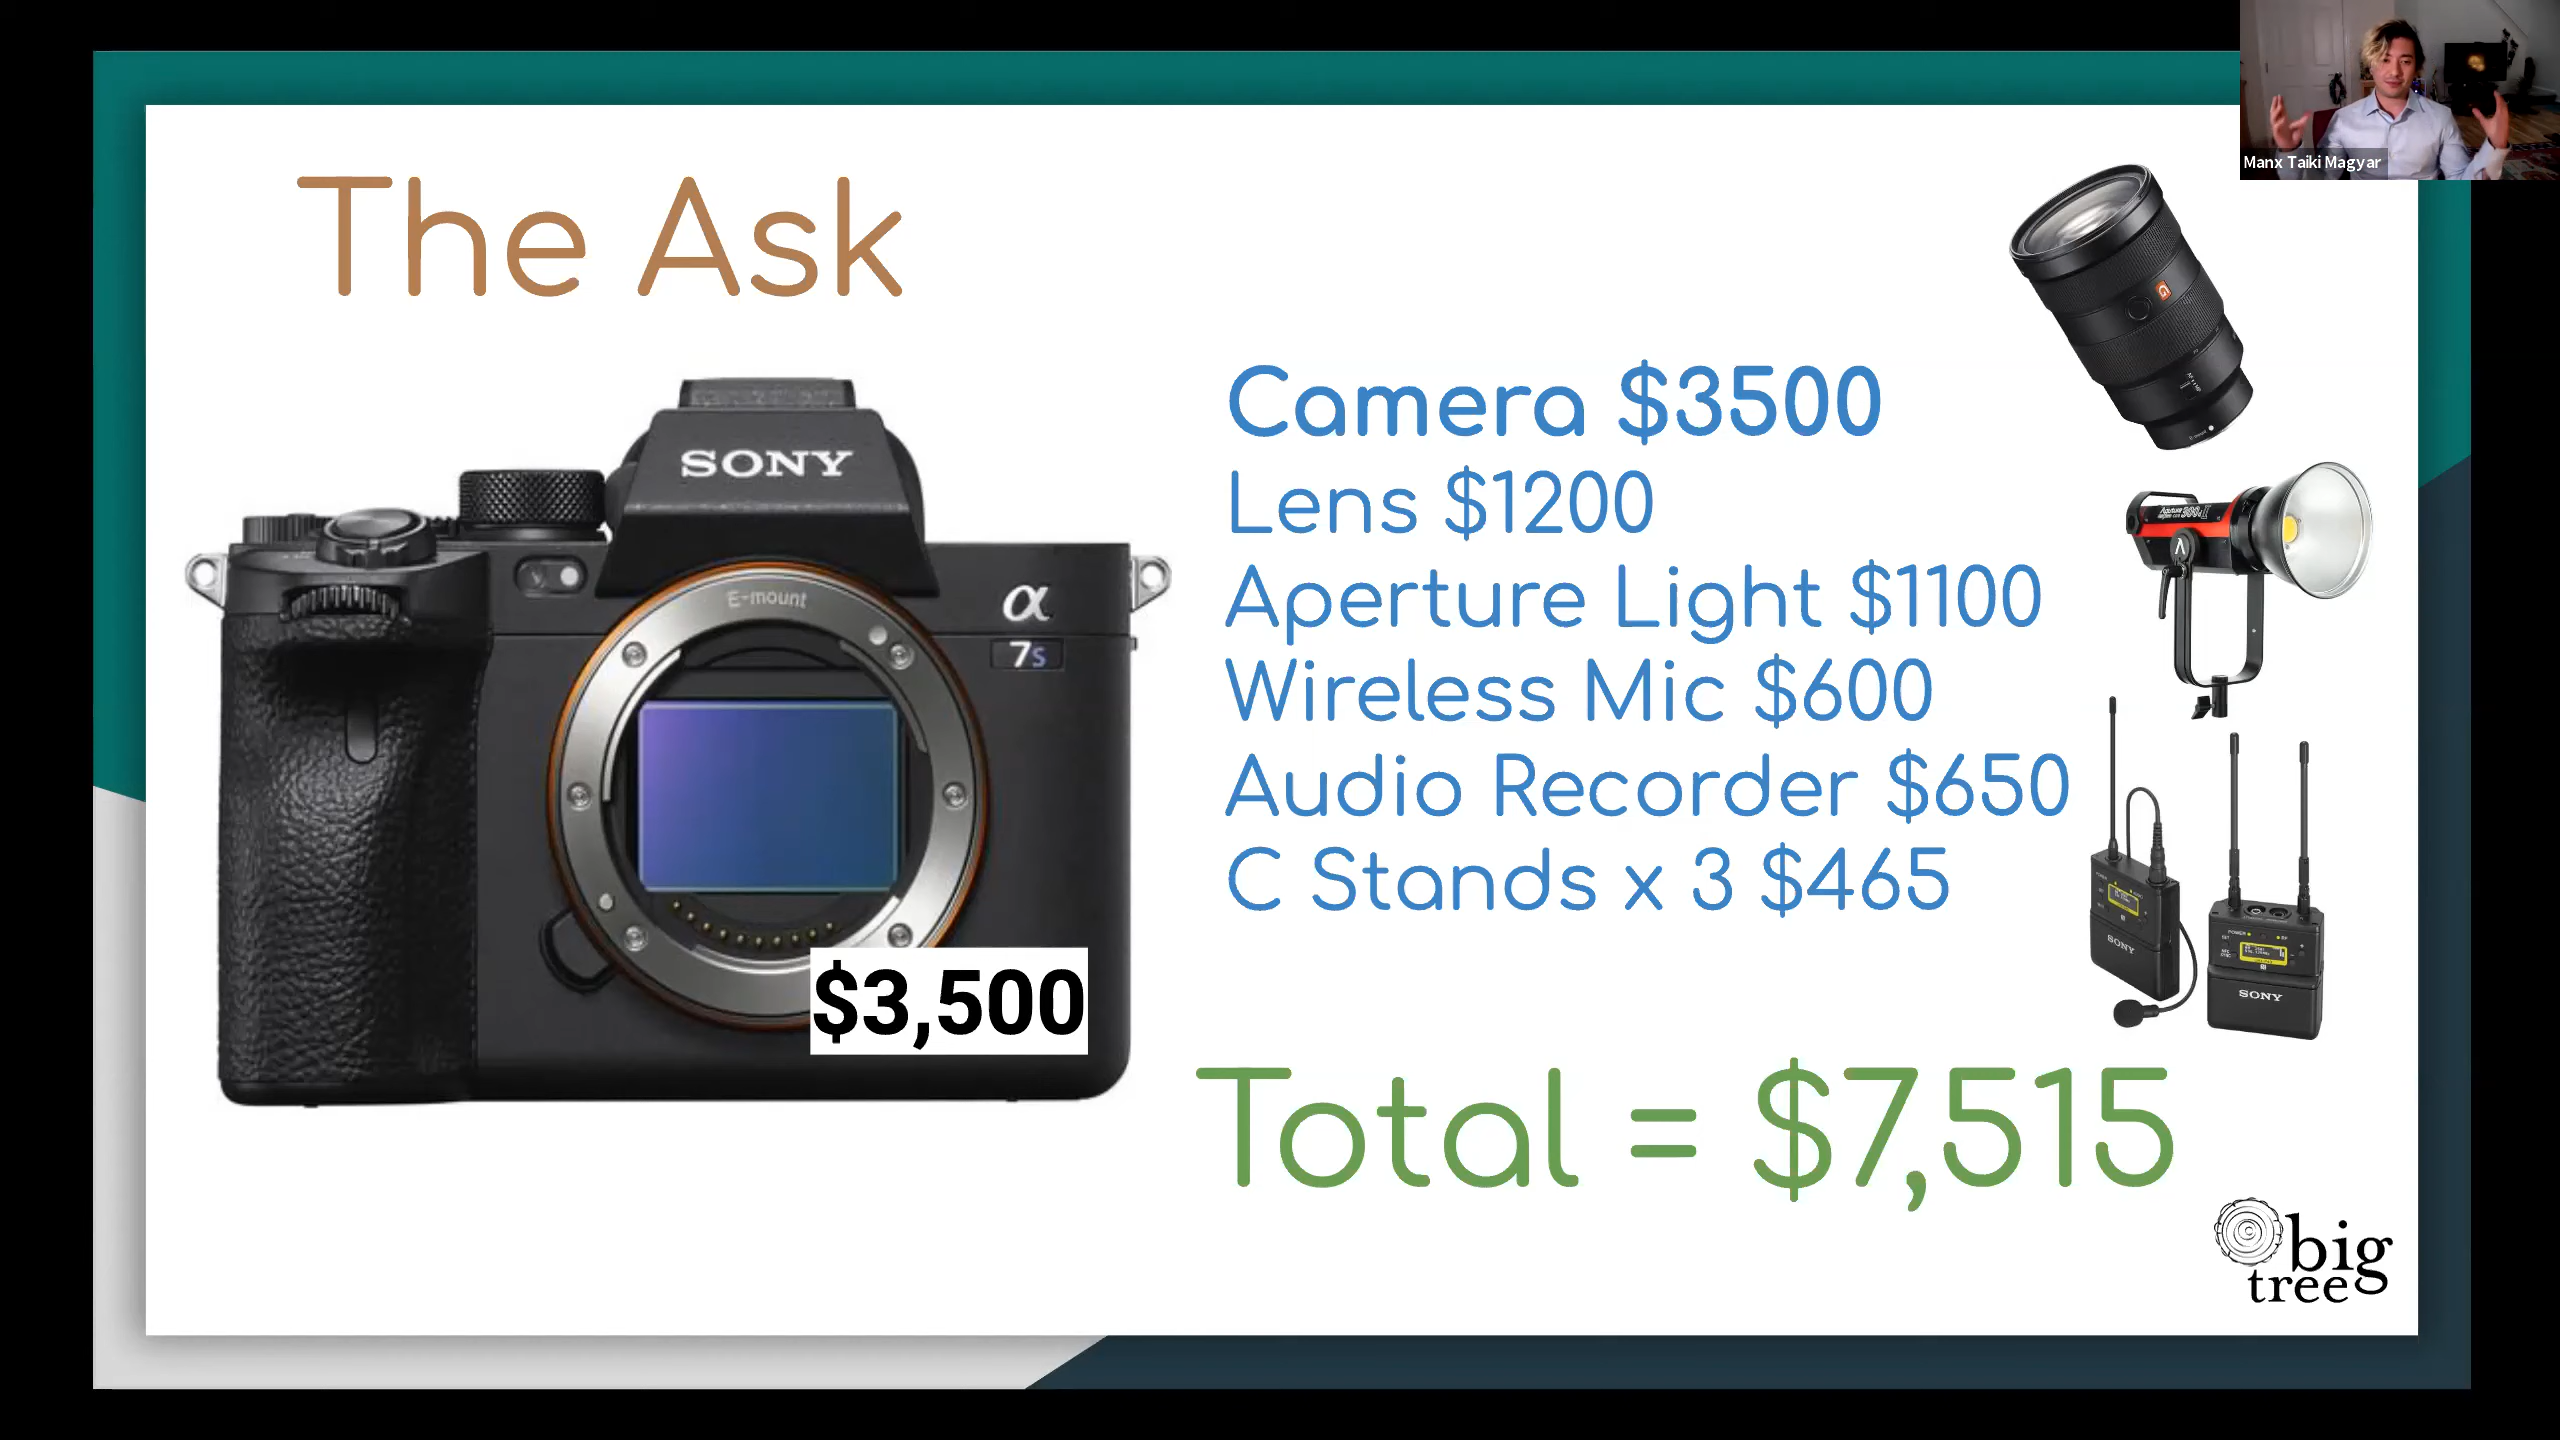 Manx Taiki Magyar
The Ask
SONY
E-mount
α
7s
$3,500
Camera $3500
Lens $1200
Aperture Light $1100
Wireless Mic $600
Audio Recorder $650
C Stands x 3 $465
Total = $7,515
G
SONY
SONY
big
tree